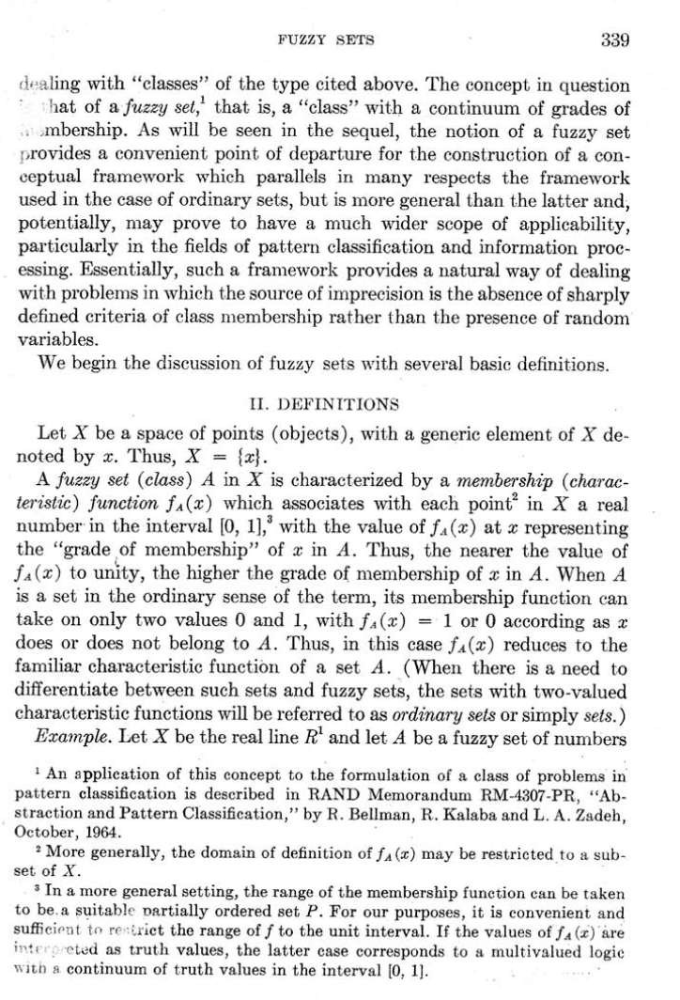 FUZZY SETS 339
dealing with “classes” of the type cited above. The concept in question
that of a fuzzy set,¹ that is, a “class” with a continuum of grades of
membership. As will be seen in the sequel, the notion of a fuzzy set
provides a convenient point of departure for the construction of a con-
ceptual framework which parallels in many respects the framework
used in the case of ordinary sets, but is more general than the latter and,
potentially, may prove to have a much wider scope of applicability,
particularly in the fields of pattern classification and information proc-
essing. Essentially, such a framework provides a natural way of dealing
with problems in which the source of imprecision is the absence of sharply
defined criteria of class membership rather than the presence of random
variables.
We begin the discussion of fuzzy sets with several basic definitions.
II. DEFINITIONS
Let X be a space of points (objects), with a generic element of X de-
noted by x. Thus, X = {x}.
A fuzzy set (class) A in X is characterized by a membership (charac-
teristic) function f_A(x) which associates with each point² in X a real
number in the interval [0, 1],³ with the value of f_A(x) at x representing
the “grade of membership” of x in A. Thus, the nearer the value of
f_A(x) to unity, the higher the grade of membership of x in A. When A
is a set in the ordinary sense of the term, its membership function can
take on only two values 0 and 1, with f_A(x) = 1 or 0 according as x
does or does not belong to A. Thus, in this case f_A(x) reduces to the
familiar characteristic function of a set A. (When there is a need to
differentiate between such sets and fuzzy sets, the sets with two-valued
characteristic functions will be referred to as ordinary sets or simply sets.)
Example. Let X be the real line R¹ and let A be a fuzzy set of numbers
¹ An application of this concept to the formulation of a class of problems in
pattern classification is described in RAND Memorandum RM-4307-PR, “Ab-
straction and Pattern Classification,” by R. Bellman, R. Kalaba and L. A. Zadeh,
October, 1964.
² More generally, the domain of definition of f_A(x) may be restricted to a sub-
set of X.
³ In a more general setting, the range of the membership function can be taken
to be a suitable partially ordered set P. For our purposes, it is convenient and
sufficient to restrict the range of f to the unit interval. If the values of f_A(x) are
interpreted as truth values, the latter case corresponds to a multivalued logic
with a continuum of truth values in the interval [0, 1].